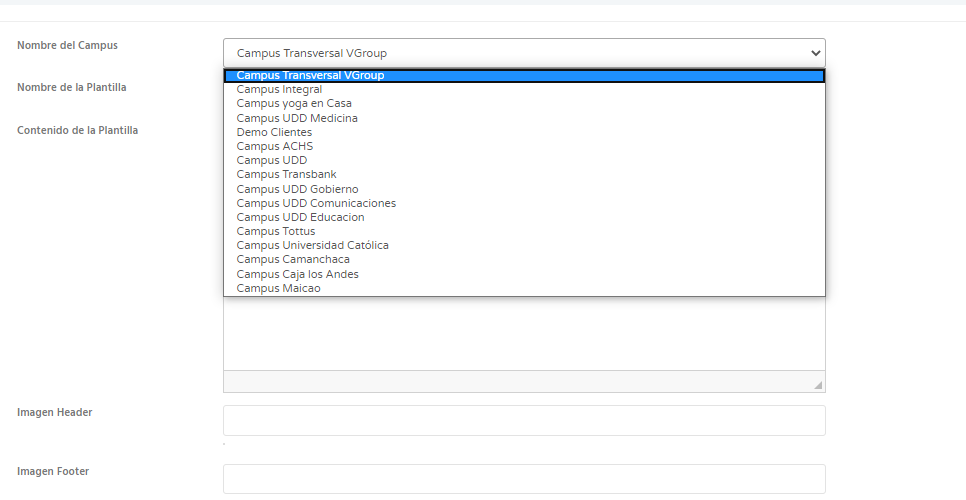 Nombre del Campus
Campus Transversal VGroup
Campus Transversal VGroup
Campus Integral
Nombre de la Plantilla
Campus yoga en Casa
Campus UDD Medicina
Contenido de la Plantilla
Demo Clientes
Campus ACHS
Campus UDD
Campus Transbank
Campus UDD Gobierno
Campus UDD Comunicaciones
Campus UDD Educacion
Campus Tottus
Campus Universidad Católica
Campus Camanchaca
Campus Caja los Andes
Campus Maicao
Imagen Header
Imagen Footer